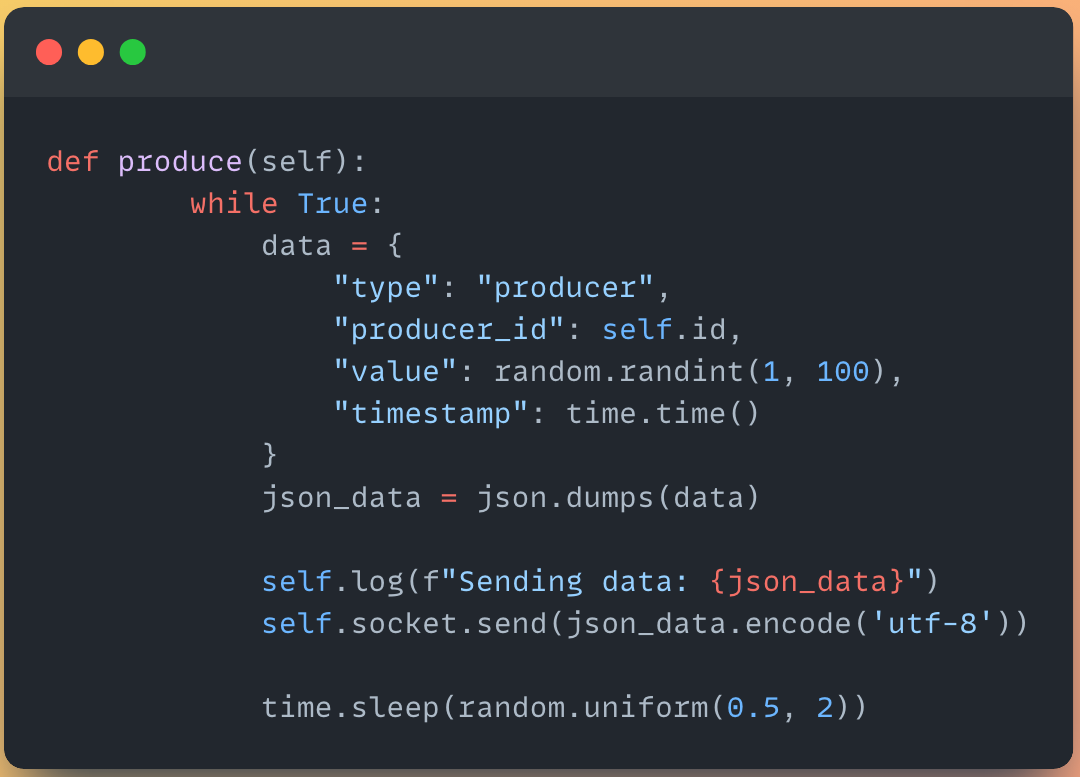 def produce(self):
        while True:
            data = {
                "type": "producer",
                "producer_id": self.id,
                "value": random.randint(1, 100),
                "timestamp": time.time()
            }
            json_data = json.dumps(data)

            self.log(f"Sending data: {json_data}")
            self.socket.send(json_data.encode('utf-8'))

            time.sleep(random.uniform(0.5, 2))